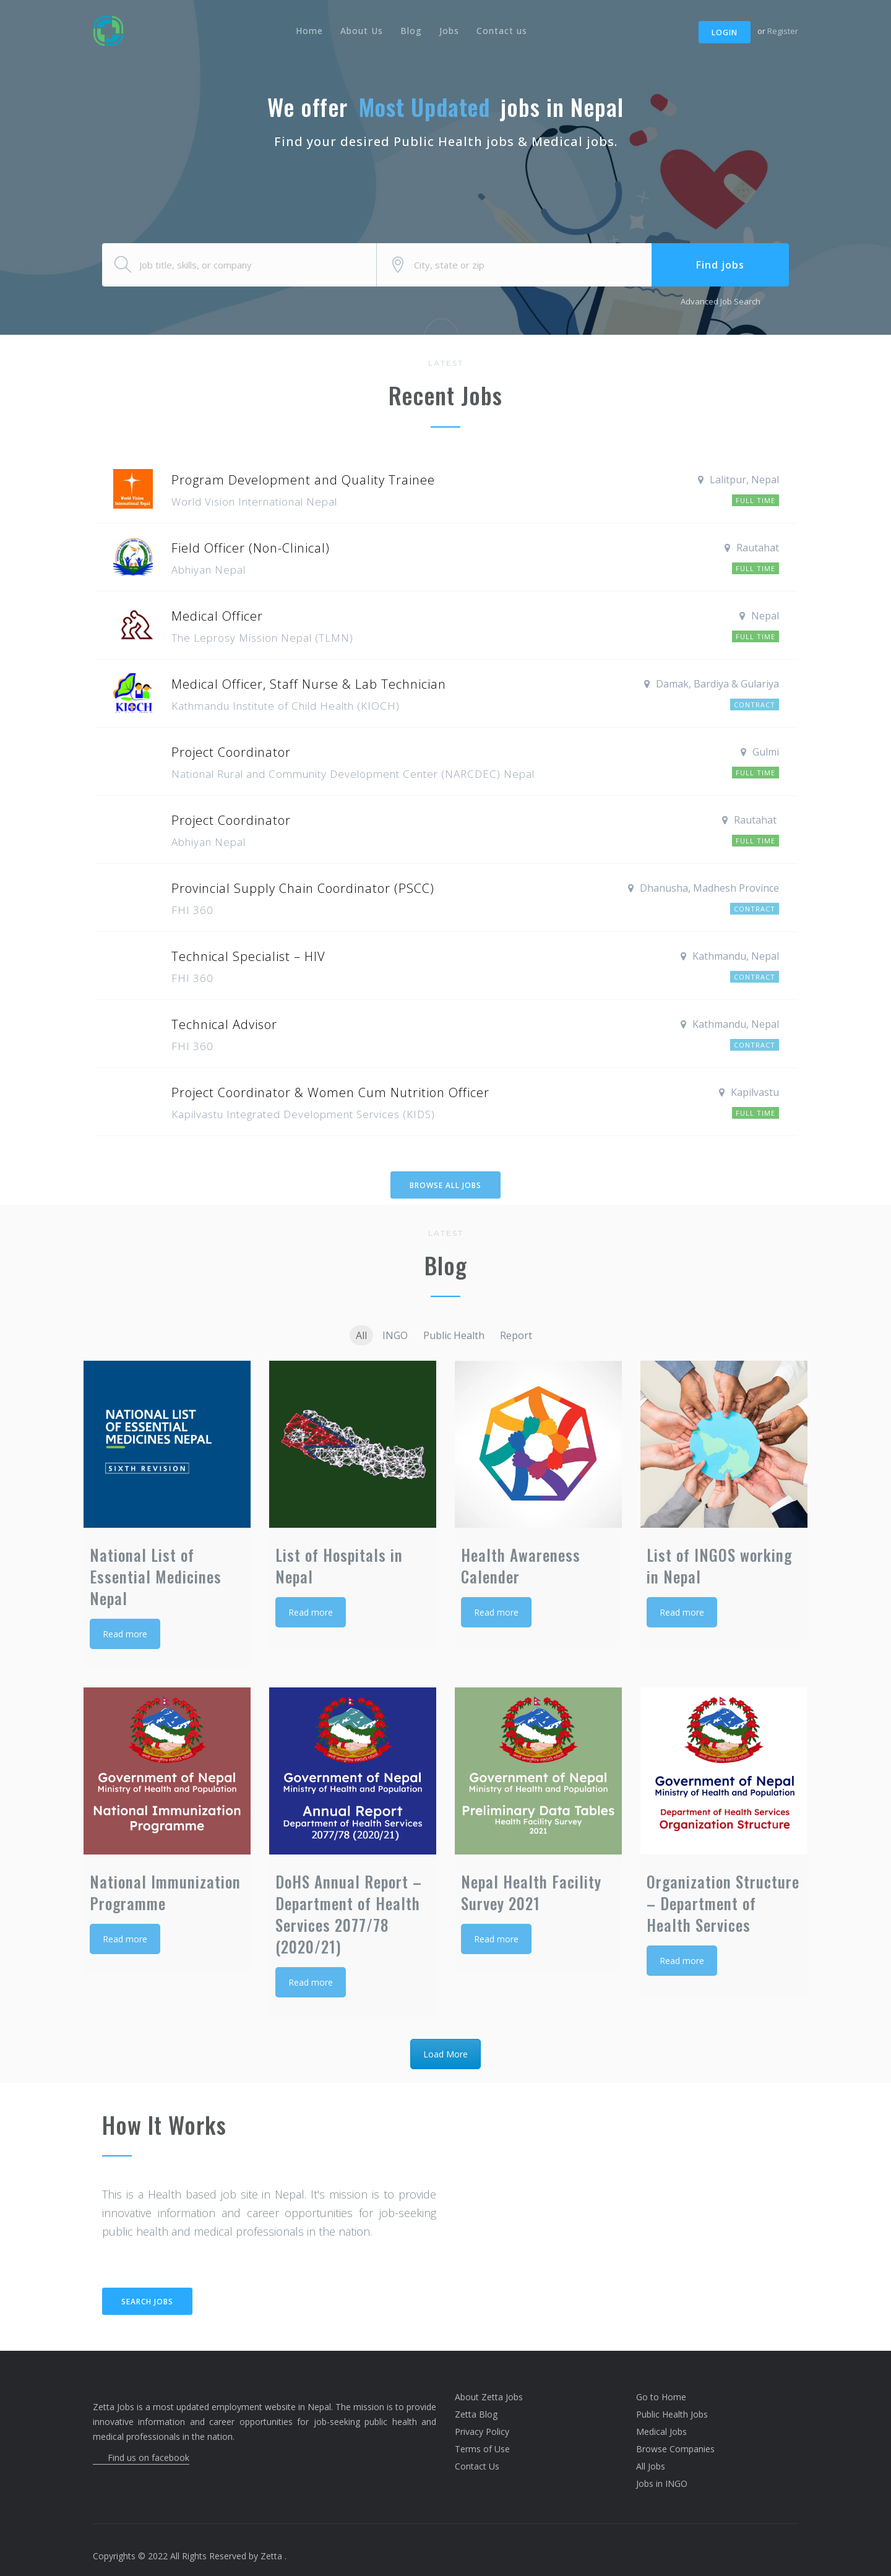 Home About Us Blog Jobs Contact us
LOGIN or Register
We offer Most Updated jobs in Nepal
Find your desired Public Health jobs & Medical jobs.
Job title, skills, or company
City, state or zip
Find jobs
Advanced Job Search
LATEST
Recent Jobs
World Vision
International Nepal
Program Development and Quality Trainee
World Vision International Nepal
Lalitpur, Nepal
FULL TIME
Field Officer (Non-Clinical)
Abhiyan Nepal
Rautahat
FULL TIME
Medical Officer
The Leprosy Mission Nepal (TLMN)
Nepal
FULL TIME
KIOCH
Medical Officer, Staff Nurse & Lab Technician
Kathmandu Institute of Child Health (KIOCH)
Damak, Bardiya & Gulariya
CONTRACT
Project Coordinator
National Rural and Community Development Center (NARCDEC) Nepal
Gulmi
FULL TIME
Project Coordinator
Abhiyan Nepal
Rautahat
FULL TIME
Provincial Supply Chain Coordinator (PSCC)
FHI 360
Dhanusha, Madhesh Province
CONTRACT
Technical Specialist – HIV
FHI 360
Kathmandu, Nepal
CONTRACT
Technical Advisor
FHI 360
Kathmandu, Nepal
CONTRACT
Project Coordinator & Women Cum Nutrition Officer
Kapilvastu Integrated Development Services (KIDS)
Kapilvastu
FULL TIME
BROWSE ALL JOBS
LATEST
Blog
All INGO Public Health Report
NATIONAL LIST
OF ESSENTIAL
MEDICINES NEPAL
SIXTH REVISION
National List of
Essential Medicines
Nepal
Read more
List of Hospitals in
Nepal
Read more
Health Awareness
Calender
Read more
List of INGOS working
in Nepal
Read more
Government of Nepal
Ministry of Health and Population
National Immunization
Programme
National Immunization
Programme
Read more
Government of Nepal
Ministry of Health and Population
Annual Report
Department of Health Services
2077/78 (2020/21)
DoHS Annual Report –
Department of Health
Services 2077/78
(2020/21)
Read more
Government of Nepal
Ministry of Health and Population
Preliminary Data Tables
Health Facility Survey
2021
Nepal Health Facility
Survey 2021
Read more
Government of Nepal
Ministry of Health and Population
Department of Health Services
Organization Structure
Organization Structure
– Department of
Health Services
Read more
Load More
How It Works
This is a Health based job site in Nepal. It's mission is to provide
innovative information and career opportunities for job-seeking
public health and medical professionals in the nation.
SEARCH JOBS
Zetta Jobs is a most updated employment website in Nepal. The mission is to provide
innovative information and career opportunities for job-seeking public health and
medical professionals in the nation.
Find us on facebook
About Zetta Jobs
Zetta Blog
Privacy Policy
Terms of Use
Contact Us
Go to Home
Public Health Jobs
Medical Jobs
Browse Companies
All Jobs
Jobs in INGO
Copyrights © 2022 All Rights Reserved by Zetta .